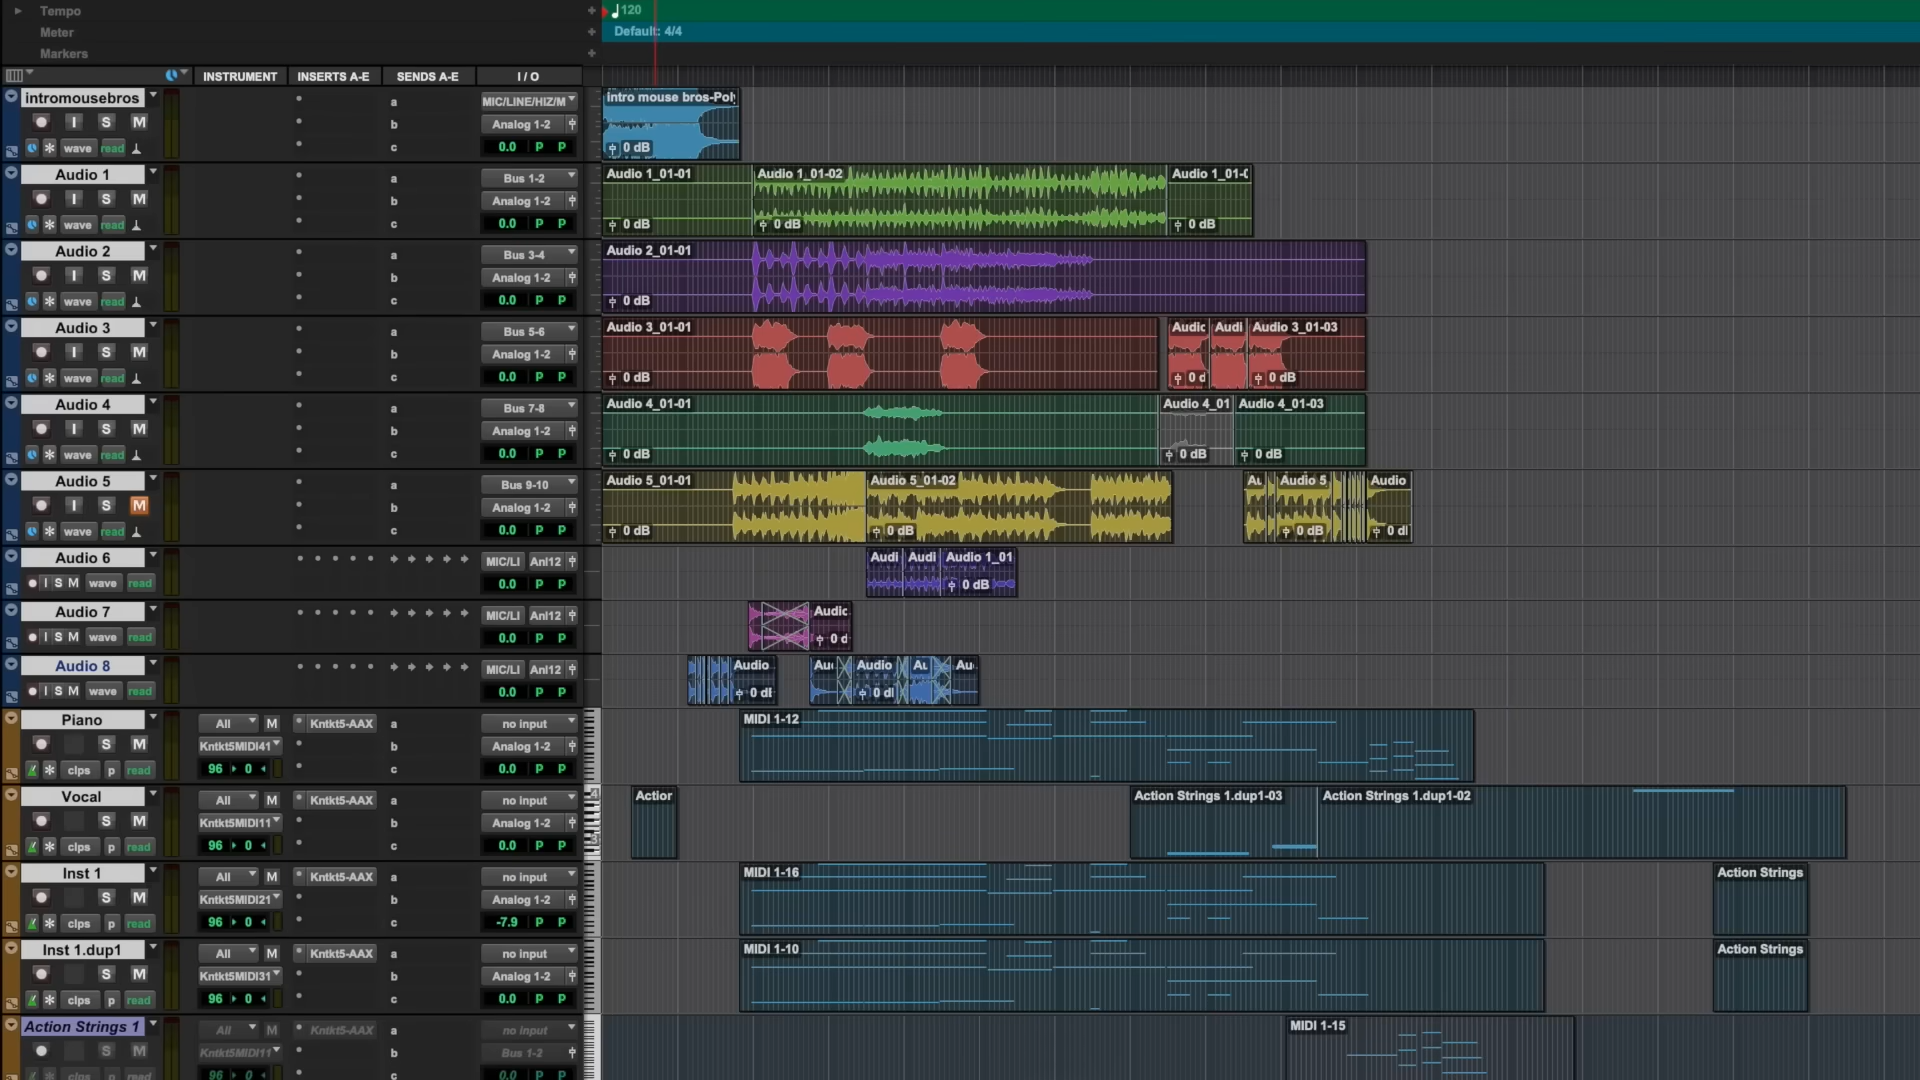 Tempo
120
Meter
Default: 4/4
Markers
INSTRUMENT INSERTS A-E SENDS A-E I / O
intromousebros a MIC/LINE/HIZ/M intro mouse bros-Pol
I S M b Analog 1-2
wave read c 0.0 P P 0 dB
Audio 1 a Bus 1-2 Audio 1_01-01 Audio 1_01-02 Audio 1_01-0
I S M b Analog 1-2
wave read c 0.0 P P 0 dB 0 dB 0 dB
Audio 2 a Bus 3-4 Audio 2_01-01
I S M b Analog 1-2
wave read c 0.0 P P 0 dB
Audio 3 a Bus 5-6 Audio 3_01-01 Audic Audi Audio 3_01-03
I S M b Analog 1-2
wave read c 0.0 P P 0 dB 0 d 0 dB
Audio 4 a Bus 7-8 Audio 4_01-01 Audio 4_01 Audio 4_01-03
I S M b Analog 1-2
wave read c 0.0 P P 0 dB 0 dB 0 dB
Audio 5 a Bus 9-10 Audio 5_01-01 Audio 5_01-02 Au Audio 5 Audio
I S M b Analog 1-2
wave read c 0.0 P P 0 dB 0 dB 0 dB 0 dl
Audio 6 MIC/LI Anl12 Audi Audi Audio 1_01
I S M wave read 0.0 P P 0 dB
Audio 7 MIC/LI Anl12 Audic
I S M wave read 0.0 P P 0 d
Audio 8 MIC/LI Anl12 Audio Au Audio Au Au
I S M wave read 0.0 P P 0 dE 0 dl
Piano All M Kntkt5-AAX a no input MIDI 1-12
S M Kntkt5MIDI41 b Analog 1-2
clps p read 96 0 c 0.0 P P
Vocal All M Kntkt5-AAX a no input Actior Action Strings 1.dup1-03 Action Strings 1.dup1-02
S M Kntkt5MIDI11 b Analog 1-2
clps p read 96 0 c 0.0 P P
Inst 1 All M Kntkt5-AAX a no input MIDI 1-16 Action Strings
S M Kntkt5MIDI21 b Analog 1-2
clps p read 96 0 c -7.9 P P
Inst 1.dup1 All M Kntkt5-AAX a no input MIDI 1-10 Action Strings
S M Kntkt5MIDI31 b Analog 1-2
clps p read 96 0 c 0.0 P P
Action Strings 1 All M Kntkt5-AAX a no input MIDI 1-15
S M Kntkt5MIDI11 b Bus 1-2
clps p read 96 0 c 0.0 P P